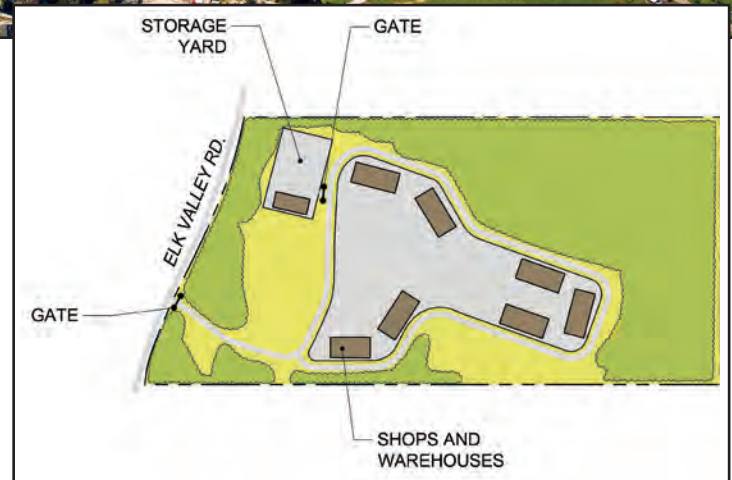 STORAGE
YARD
GATE
ELK VALLEY RD.
GATE
SHOPS AND
WAREHOUSES